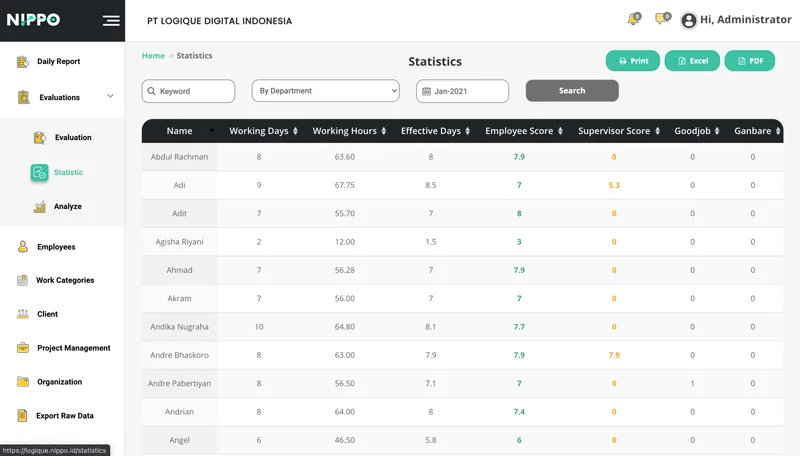 NIPPO
PT LOGIQUE DIGITAL INDONESIA
0
0
Hi, Administrator
Daily Report
Evaluations
Evaluation
Statistic
Analyze
Employees
Work Categories
Client
Project Management
Organization
Export Raw Data
https://logique.nippo.id/statistics
Home > Statistics
Statistics
Print
Excel
PDF
Keyword
By Department
Jan-2021
Search
Name Working Days Working Hours Effective Days Employee Score Supervisor Score Goodjob Ganbare
Abdul Rachman 8 63.60 8 7.9 0 0 0
Adi 9 67.75 8.5 7 5.3 0 0
Adit 7 55.70 7 8 0 0 0
Agisha Riyani 2 12.00 1.5 3 0 0 0
Ahmad 7 56.28 7 7.9 0 0 0
Akram 7 56.00 7 7 0 0 0
Andika Nugraha 10 64.80 8.1 7.7 0 0 0
Andre Bhaskoro 8 63.00 7.9 7.9 7.9 0 0
Andre Pabertiyan 8 56.50 7.1 7 0 1 0
Andrian 8 64.00 8 7.4 0 0 0
Angel 6 46.50 5.8 6 0 0 0